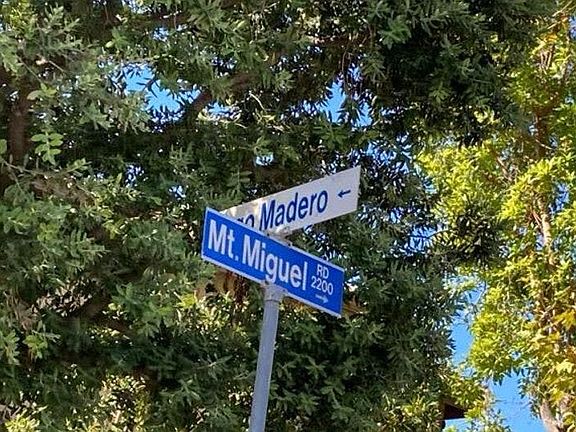 Madero ←
Mt. Miguel RD
2200 →